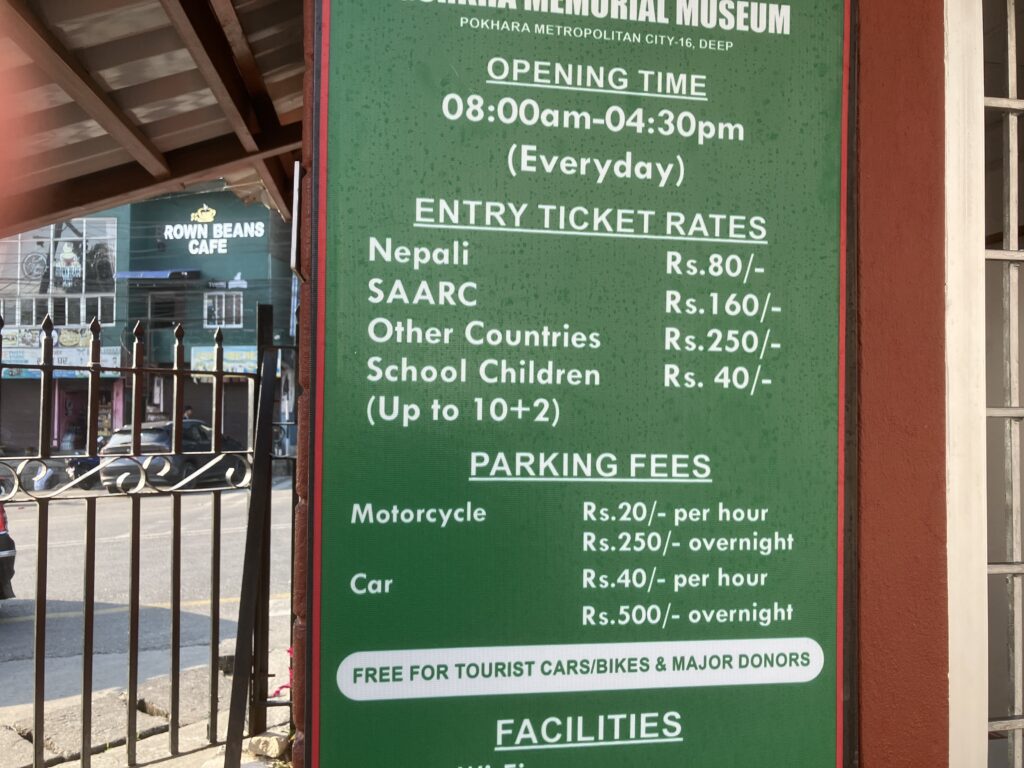 MEMORIAL MUSEUM
POKHARA METROPOLITAN CITY-16, DEEP
OPENING TIME
08:00am-04:30pm
(Everyday)
ENTRY TICKET RATES
Nepali Rs.80/-
SAARC Rs.160/-
Other Countries Rs.250/-
School Children Rs. 40/-
(Up to 10+2)
PARKING FEES
Motorcycle Rs.20/- per hour
Rs.250/- overnight
Car Rs.40/- per hour
Rs.500/- overnight
FREE FOR TOURIST CARS/BIKES & MAJOR DONORS
FACILITIES
ROWN BEANS
CAFE